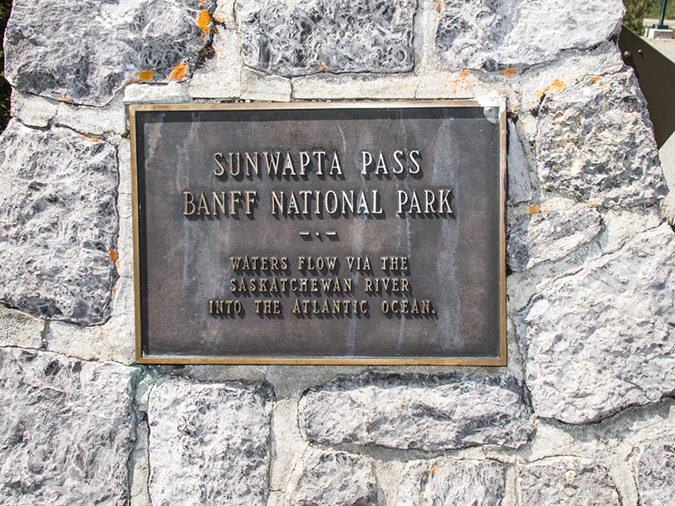 SUNWAPTA PASS
BANFF NATIONAL PARK
WATERS FLOW VIA THE
SASKATCHEWAN RIVER
INTO THE ATLANTIC OCEAN.